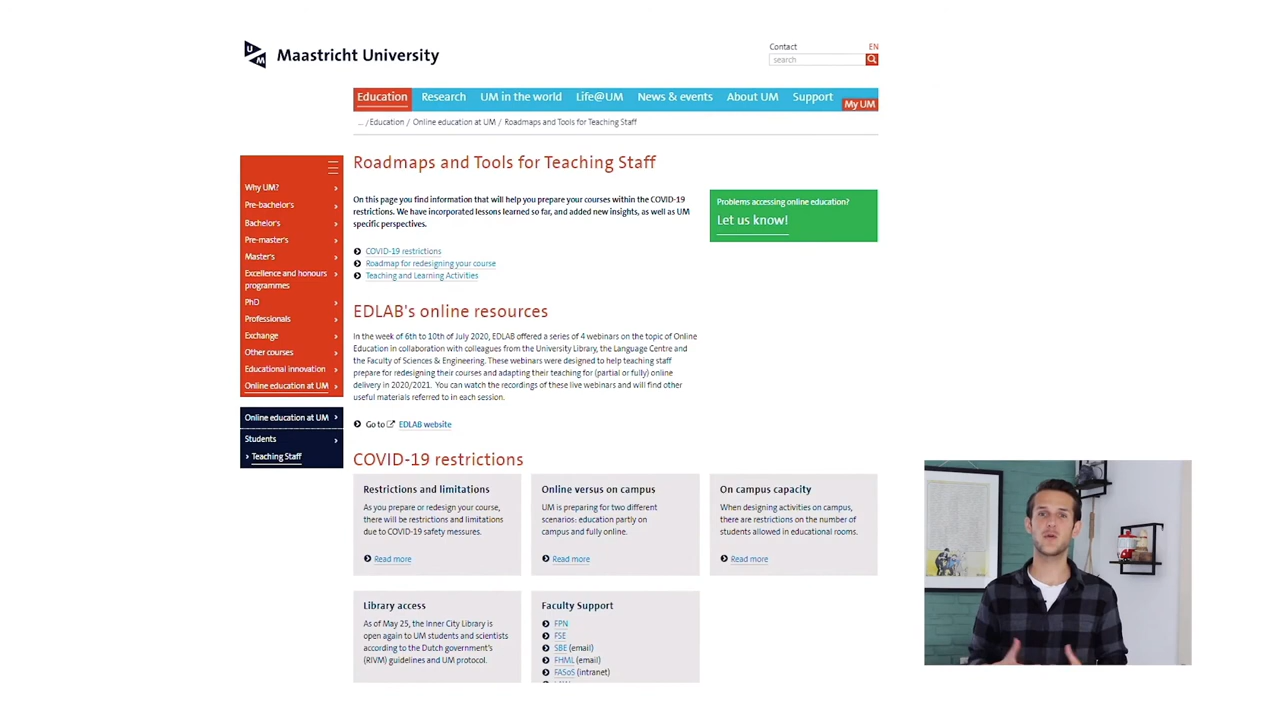 UM
Maastricht University
Contact
EN
search
Education
Research
UM in the world
Life@UM
News & events
About UM
Support
My UM
... / Education / Online education at UM / Roadmaps and Tools for Teaching Staff
Why UM?
Pre-bachelor's
Bachelor's
Pre-master's
Master's
Excellence and honours
programmes
PhD
Professionals
Exchange
Other courses
Educational innovation
Online education at UM
Online education at UM
Students
Teaching Staff
Roadmaps and Tools for Teaching Staff
On this page you find information that will help you prepare your courses within the COVID-19
restrictions. We have incorporated lessons learned so far, and added new insights, as well as UM
specific perspectives.
COVID-19 restrictions
Roadmap for redesigning your course
Teaching and Learning Activities
Problems accessing online education?
Let us know!
EDLAB's online resources
In the week of 6th to 10th of July 2020, EDLAB offered a series of 4 webinars on the topic of Online
Education in collaboration with colleagues from the University Library, the Language Centre and
the Faculty of Sciences & Engineering. These webinars were designed to help teaching staff
prepare for redesigning their courses and adapting their teaching for (partial or fully) online
delivery in 2020/2021. You can watch the recordings of these live webinars and will find other
useful materials referred to in each session.
Go to EDLAB website
COVID-19 restrictions
Restrictions and limitations
As you prepare or redesign your course,
there will be restrictions and limitations
due to COVID-19 safety measures.
Read more
Online versus on campus
UM is preparing for two different
scenarios: education partly on
campus and fully online.
Read more
On campus capacity
When designing activities on campus,
there are restrictions on the number of
students allowed in educational rooms.
Read more
Library access
As of May 25, the Inner City Library is
open again to UM students and scientists
according to the Dutch government's
(RIVM) guidelines and UM protocol.
Faculty Support
FPN
FSE
SBE (email)
FHML (email)
FASoS (intranet)